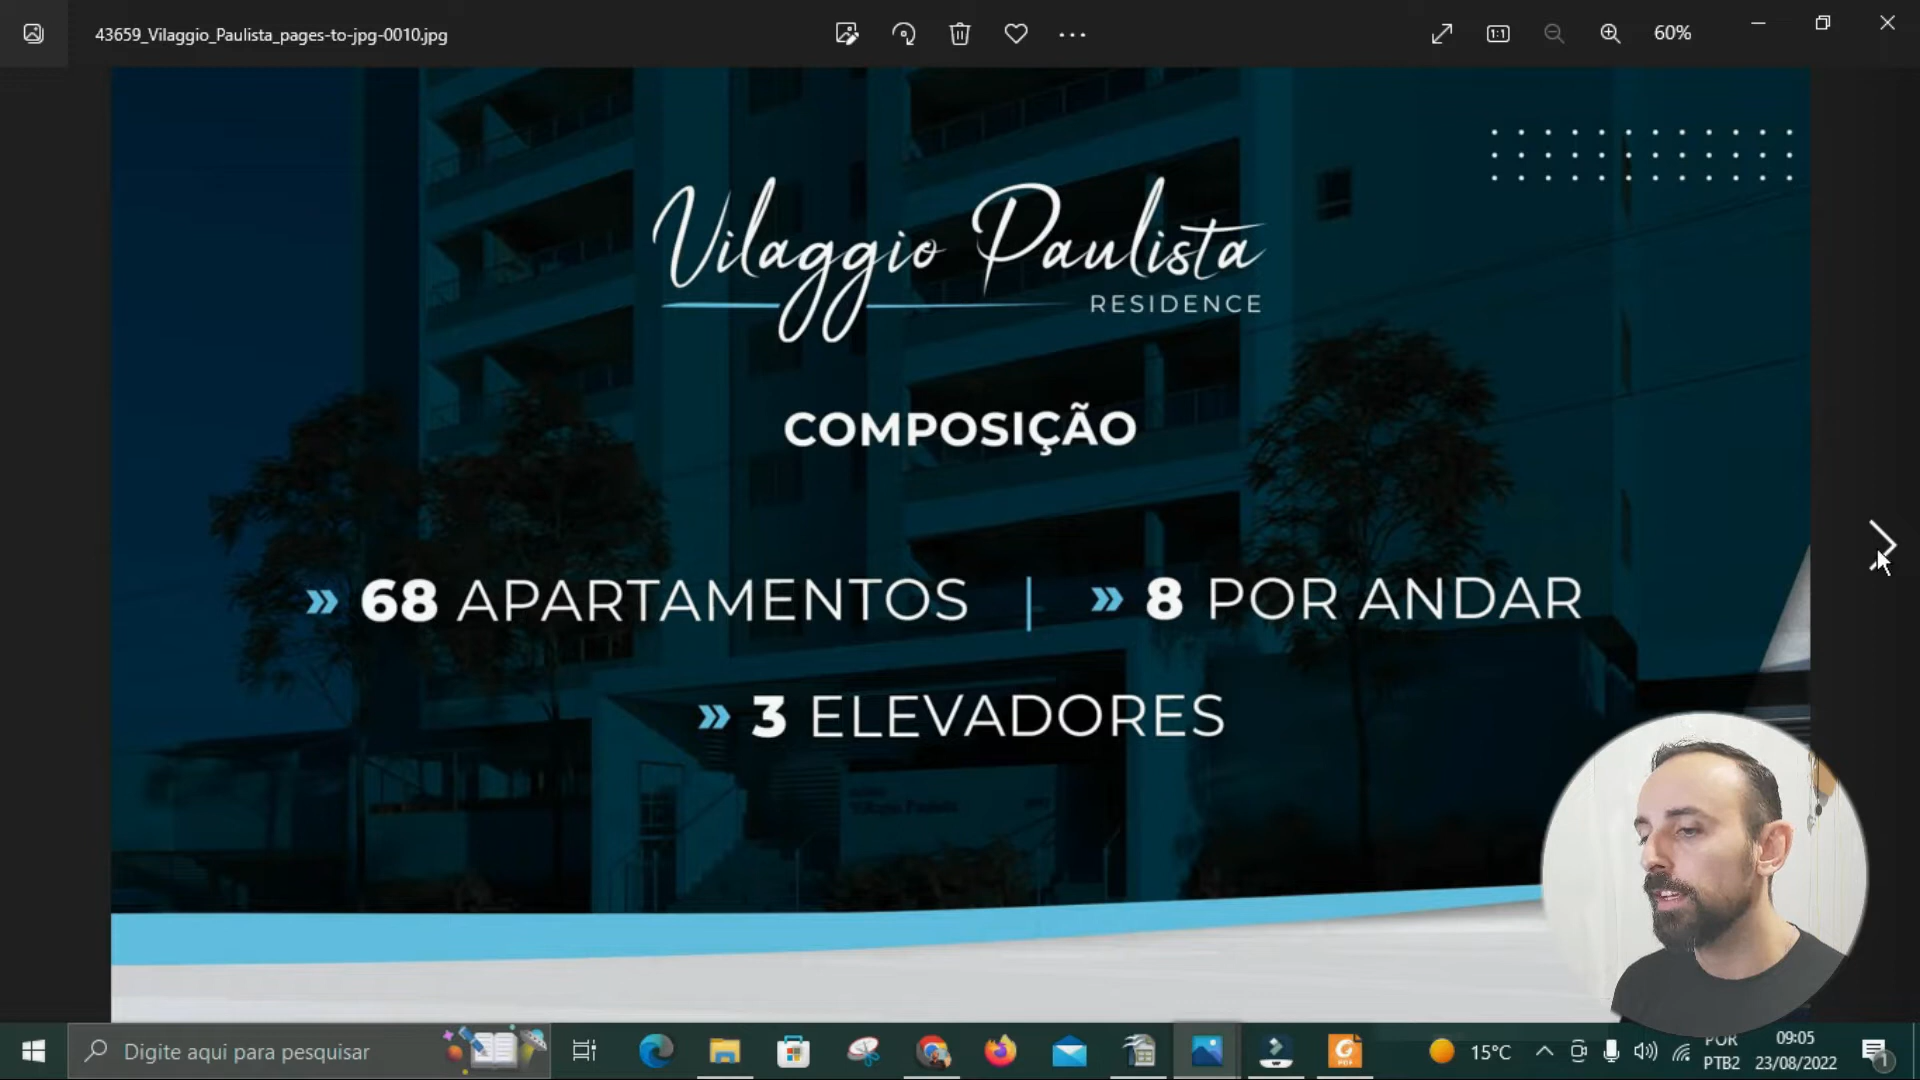 43659_Vilaggio_Paulista_pages-to-jpg-0010.jpg
60%
Vilaggio Paulista
RESIDENCE
COMPOSIÇÃO
» 68 APARTAMENTOS | » 8 POR ANDAR
» 3 ELEVADORES
Digite aqui para pesquisar
15°C
POR
PTB2
09:05
23/08/2022
1